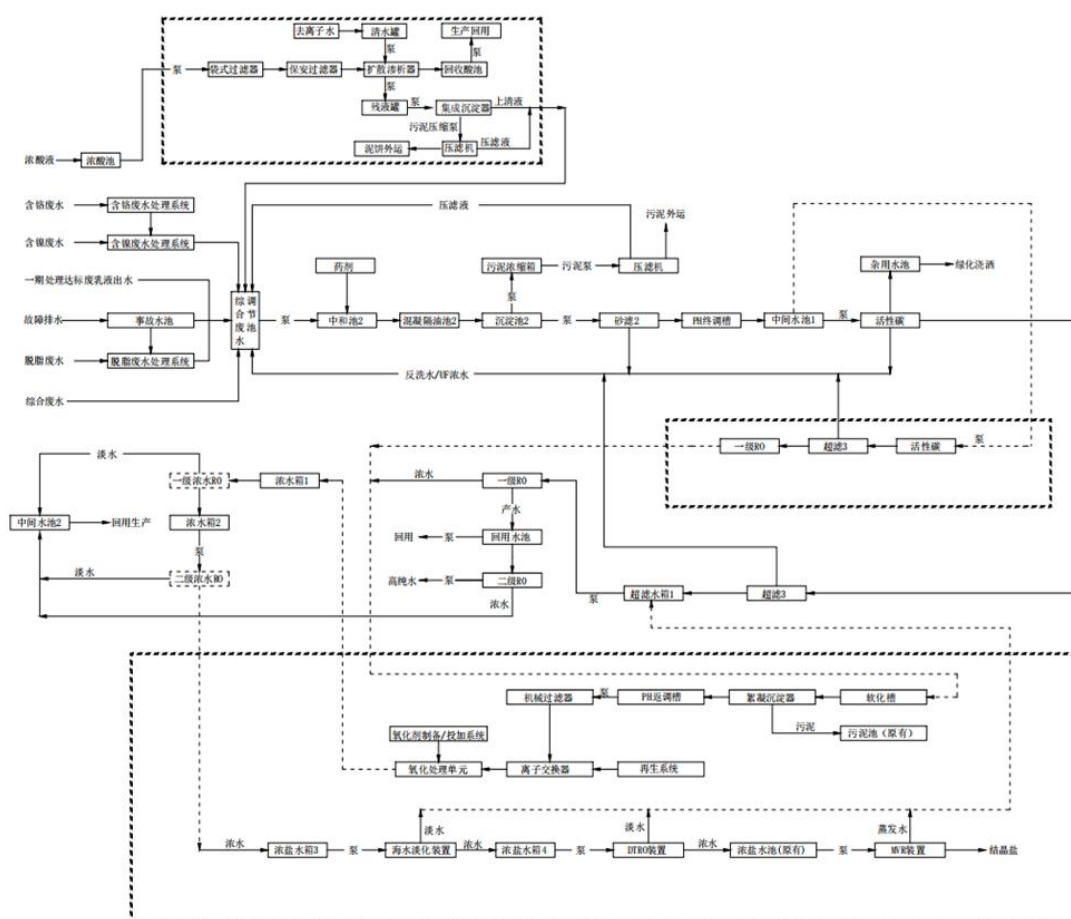 去离子水
清水罐
生产回用
泵
泵
泵
袋式过滤器
保安过滤器
扩散渗析器
回收酸池
泵
残液罐
泵
集成沉淀器
上清液
污泥压缩泵
泥饼外运
压滤机
压滤液
浓酸液
浓酸池
含铬废水
含铬废水处理系统
含镍废水
含镍废水处理系统
一期处理达标废乳液出水
故障排水
事故水池
脱脂废水
脱脂废水处理系统
综合废水
综合废水
调节池
压滤液
污泥外运
药剂
污泥浓缩箱
污泥泵
压滤机
泵
泵
中和池2
混凝隔油池2
沉淀池2
泵
砂滤2
PH终调槽
中间水池1
泵
活性碳
杂用水池
绿化浇洒
反洗水/UF浓水
一级RO
超滤3
活性碳
泵
淡水
一级浓水RO
浓水箱1
浓水
一级RO
产水
中间水池2
回用生产
浓水箱2
回用
泵
回用水池
泵
淡水
二级浓水RO
高纯水
泵
二级RO
浓水
泵
超滤水箱1
超滤3
机械过滤器
泵
PH返调槽
絮凝沉淀器
软化槽
污泥
污泥池（原有）
氧化剂制备/投加系统
氧化处理单元
离子交换器
再生系统
淡水
淡水
蒸发水
浓水
浓盐水箱3
泵
海水淡化装置
浓水
浓盐水箱4
泵
DTRO装置
浓水
浓盐水池(原有)
泵
MVR装置
结晶盐